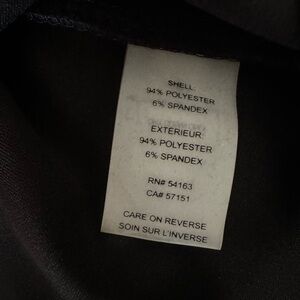 SHELL:
94% POLYESTER
6% SPANDEX
EXTERIEUR:
94% POLYESTER
6% SPANDEX
RN# 54163
CA# 57151
CARE ON REVERSE
SOIN SUR L'INVERSE